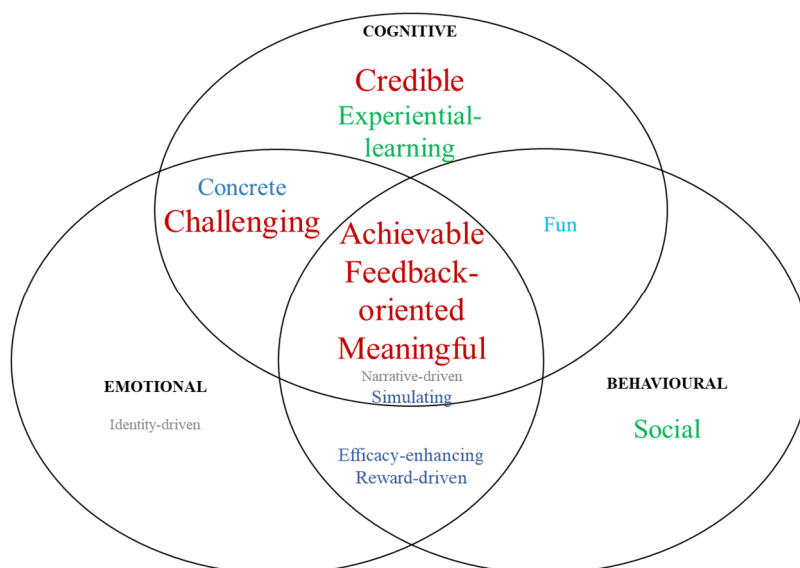 COGNITIVE
Credible
Experiential-
learning
Concrete
Challenging
Fun
Achievable
Feedback-
oriented
Meaningful
Narrative-driven
Simulating
EMOTIONAL
Identity-driven
BEHAVIOURAL
Social
Efficacy-enhancing
Reward-driven